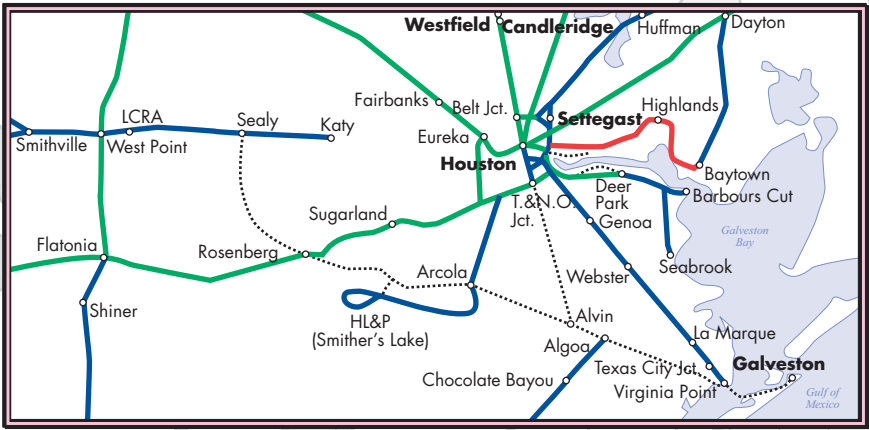 Westfield
Candleridge
Huffman
Dayton
Fairbanks
Belt Jct.
Settegast
Highlands
LCRA
Sealy
Katy
Eureka
Smithville
West Point
Houston
Baytown
Deer
Park
Barbours Cut
T.&N.O.
Jct.
Genoa
Sugarland
Galveston
Bay
Flatonia
Rosenberg
Arcola
Webster
Seabrook
Shiner
HL&P
(Smither's Lake)
Alvin
Algoa
La Marque
Texas City Jct.
Galveston
Chocolate Bayou
Virginia Point
Gulf of
Mexico